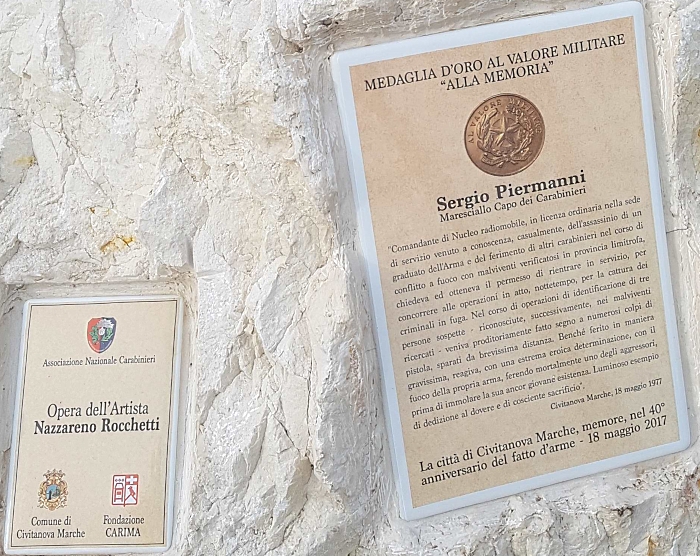 MEDAGLIA D'ORO AL VALORE MILITARE
"ALLA MEMORIA"
AL VALORE MILITARE
Sergio Piermanni
Maresciallo Capo dei Carabinieri
"Comandante di Nucleo radiomobile, in licenza ordinaria nella sede
di servizio venuto a conoscenza, casualmente, dell'assassinio di un
graduato dell'Arma e del ferimento di altri carabinieri nel corso di
conflitto a fuoco con malviventi verificatosi in provincia limitrofa,
chiedeva ed otteneva il permesso di rientrare in servizio, per
concorrere alle operazioni in atto, nottetempo, per la cattura dei
criminali in fuga. Nel corso di operazioni di identificazione di tre
persone sospette - riconosciute, successivamente, nei malviventi
ricercati - veniva proditoriamente fatto segno a numerosi colpi di
pistola, sparati da brevissima distanza. Benché ferito in maniera
gravissima, reagiva, con una estrema eroica determinazione, con il
fuoco della propria arma, ferendo mortalmente uno degli aggressori,
prima di immolare la sua ancor giovane esistenza. Luminoso esempio
di dedizione al dovere e di cosciente sacrificio".
Civitanova Marche, 18 maggio 1977
La città di Civitanova Marche, memore, nel 40°
anniversario del fatto d'arme - 18 maggio 2017
Associazione Nazionale Carabinieri
Opera dell'Artista
Nazzareno Rocchetti
Comune di
Civitanova Marche
Fondazione
CARIMA